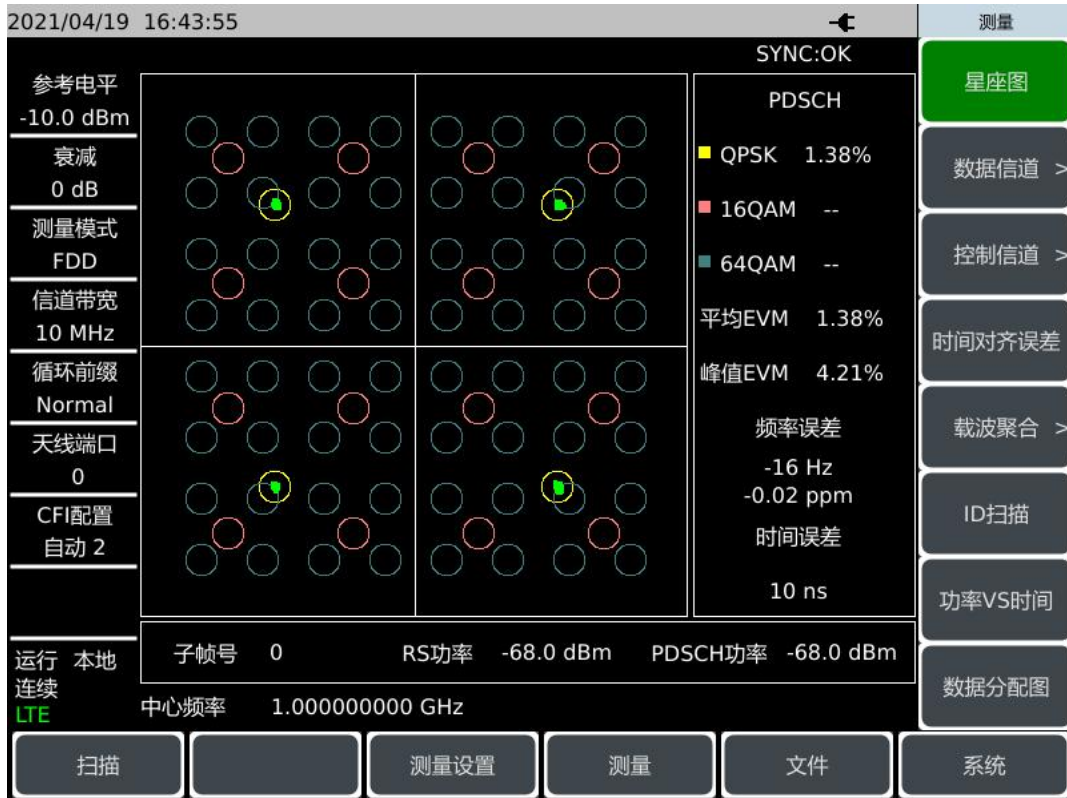 2021/04/19 16:43:55
测量
SYNC:OK
参考电平
-10.0 dBm
衰减
0 dB
测量模式
FDD
信道带宽
10 MHz
循环前缀
Normal
天线端口
0
CFI配置
自动 2
运行 本地
连续
LTE
PDSCH
QPSK 1.38%
16QAM --
64QAM --
平均EVM 1.38%
峰值EVM 4.21%
频率误差
-16 Hz
-0.02 ppm
时间误差
10 ns
子帧号 0 RS功率 -68.0 dBm PDSCH功率 -68.0 dBm
中心频率 1.000000000 GHz
星座图
数据信道 >
控制信道 >
时间对齐误差
载波聚合 >
ID扫描
功率VS时间
数据分配图
扫描 测量设置 测量 文件 系统